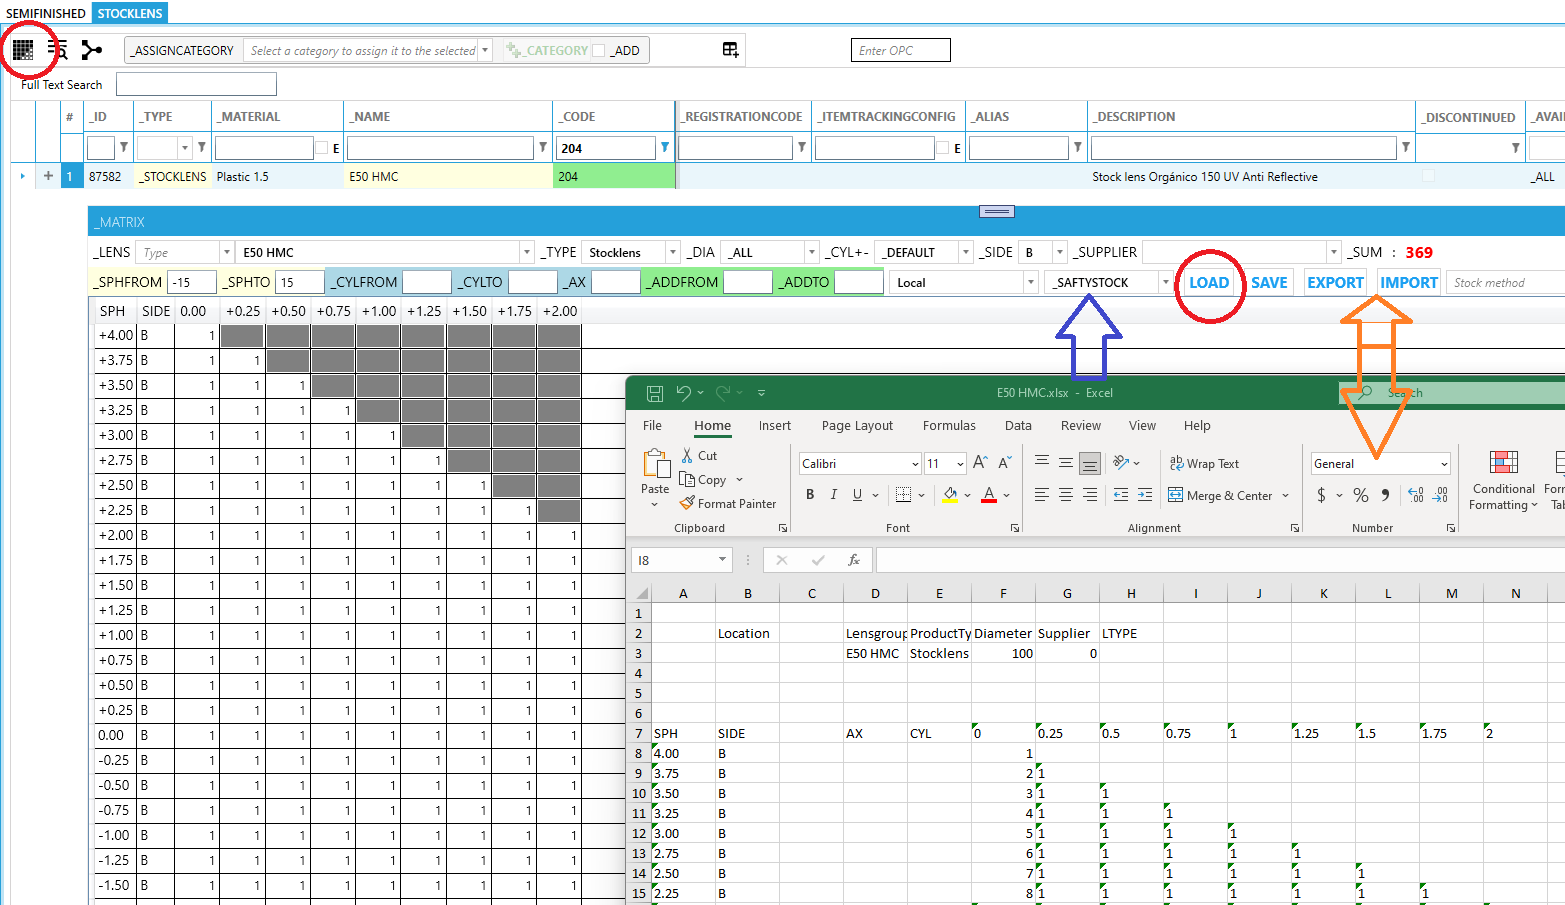 SEMIFINISHED STOCKLENS
_ASSIGNCATEGORY Select a category to assign it to the selected _CATEGORY _ADD Enter OPC
Full Text Search
# _ID _TYPE _MATERIAL _NAME _CODE _REGISTRATIONCODE _ITEMTRACKINGCONFIG _ALIAS _DESCRIPTION _DISCONTINUED _AVAI
E 204 E
1 87582 _STOCKLENS Plastic 1.5 E50 HMC 204 Stock lens Orgánico 150 UV Anti Reflective _ALL
_MATRIX
_LENS Type E50 HMC _TYPE Stocklens _DIA _ALL _CYL+- _DEFAULT _SIDE B _SUPPLIER _SUM : 369
_SPHFROM -15 _SPHTO 15 _CYLFROM _CYLTO _AX _ADDFROM _ADDTO Local _SAFTYSTOCK LOAD SAVE EXPORT IMPORT Stock method
SPH SIDE 0.00 +0.25 +0.50 +0.75 +1.00 +1.25 +1.50 +1.75 +2.00
+4.00 B 1
+3.75 B 1 1
+3.50 B 1 1 1
+3.25 B 1 1 1 1
+3.00 B 1 1 1 1 1
+2.75 B 1 1 1 1 1 1
+2.50 B 1 1 1 1 1 1 1
+2.25 B 1 1 1 1 1 1 1 1
+2.00 B 1 1 1 1 1 1 1 1 1
+1.75 B 1 1 1 1 1 1 1 1 1
+1.50 B 1 1 1 1 1 1 1 1 1
+1.25 B 1 1 1 1 1 1 1 1 1
+1.00 B 1 1 1 1 1 1 1 1 1
+0.75 B 1 1 1 1 1 1 1 1 1
+0.50 B 1 1 1 1 1 1 1 1 1
+0.25 B 1 1 1 1 1 1 1 1 1
0.00 B 1 1 1 1 1 1 1 1 1
-0.25 B 1 1 1 1 1 1 1 1 1
-0.50 B 1 1 1 1 1 1 1 1 1
-0.75 B 1 1 1 1 1 1 1 1 1
-1.00 B 1 1 1 1 1 1 1 1 1
-1.25 B 1 1 1 1 1 1 1 1 1
-1.50 B 1 1 1 1 1 1 1 1 1
E50 HMC.xlsx - Excel Search
File Home Insert Page Layout Formulas Data Review View Help
Paste Cut
Copy
Format Painter
Clipboard
Calibri 11 A A
B I U A
Font
ab Wrap Text
Merge & Center
Alignment
General
$ % 9 .00 .00
Number
Conditional Formatting
Form Tab
I8 fx
A B C D E F G H I J K L M N
1
2 Location Lensgroup ProductTy Diameter Supplier LTYPE
3 E50 HMC Stocklens 100 0
4
5
6
7 SPH SIDE AX CYL 0 0.25 0.5 0.75 1 1.25 1.5 1.75 2
8 4.00 B 1
9 3.75 B 2 1
10 3.50 B 3 1 1
11 3.25 B 4 1 1 1
12 3.00 B 5 1 1 1 1
13 2.75 B 6 1 1 1 1 1
14 2.50 B 7 1 1 1 1 1 1
15 2.25 B 8 1 1 1 1 1 1 1